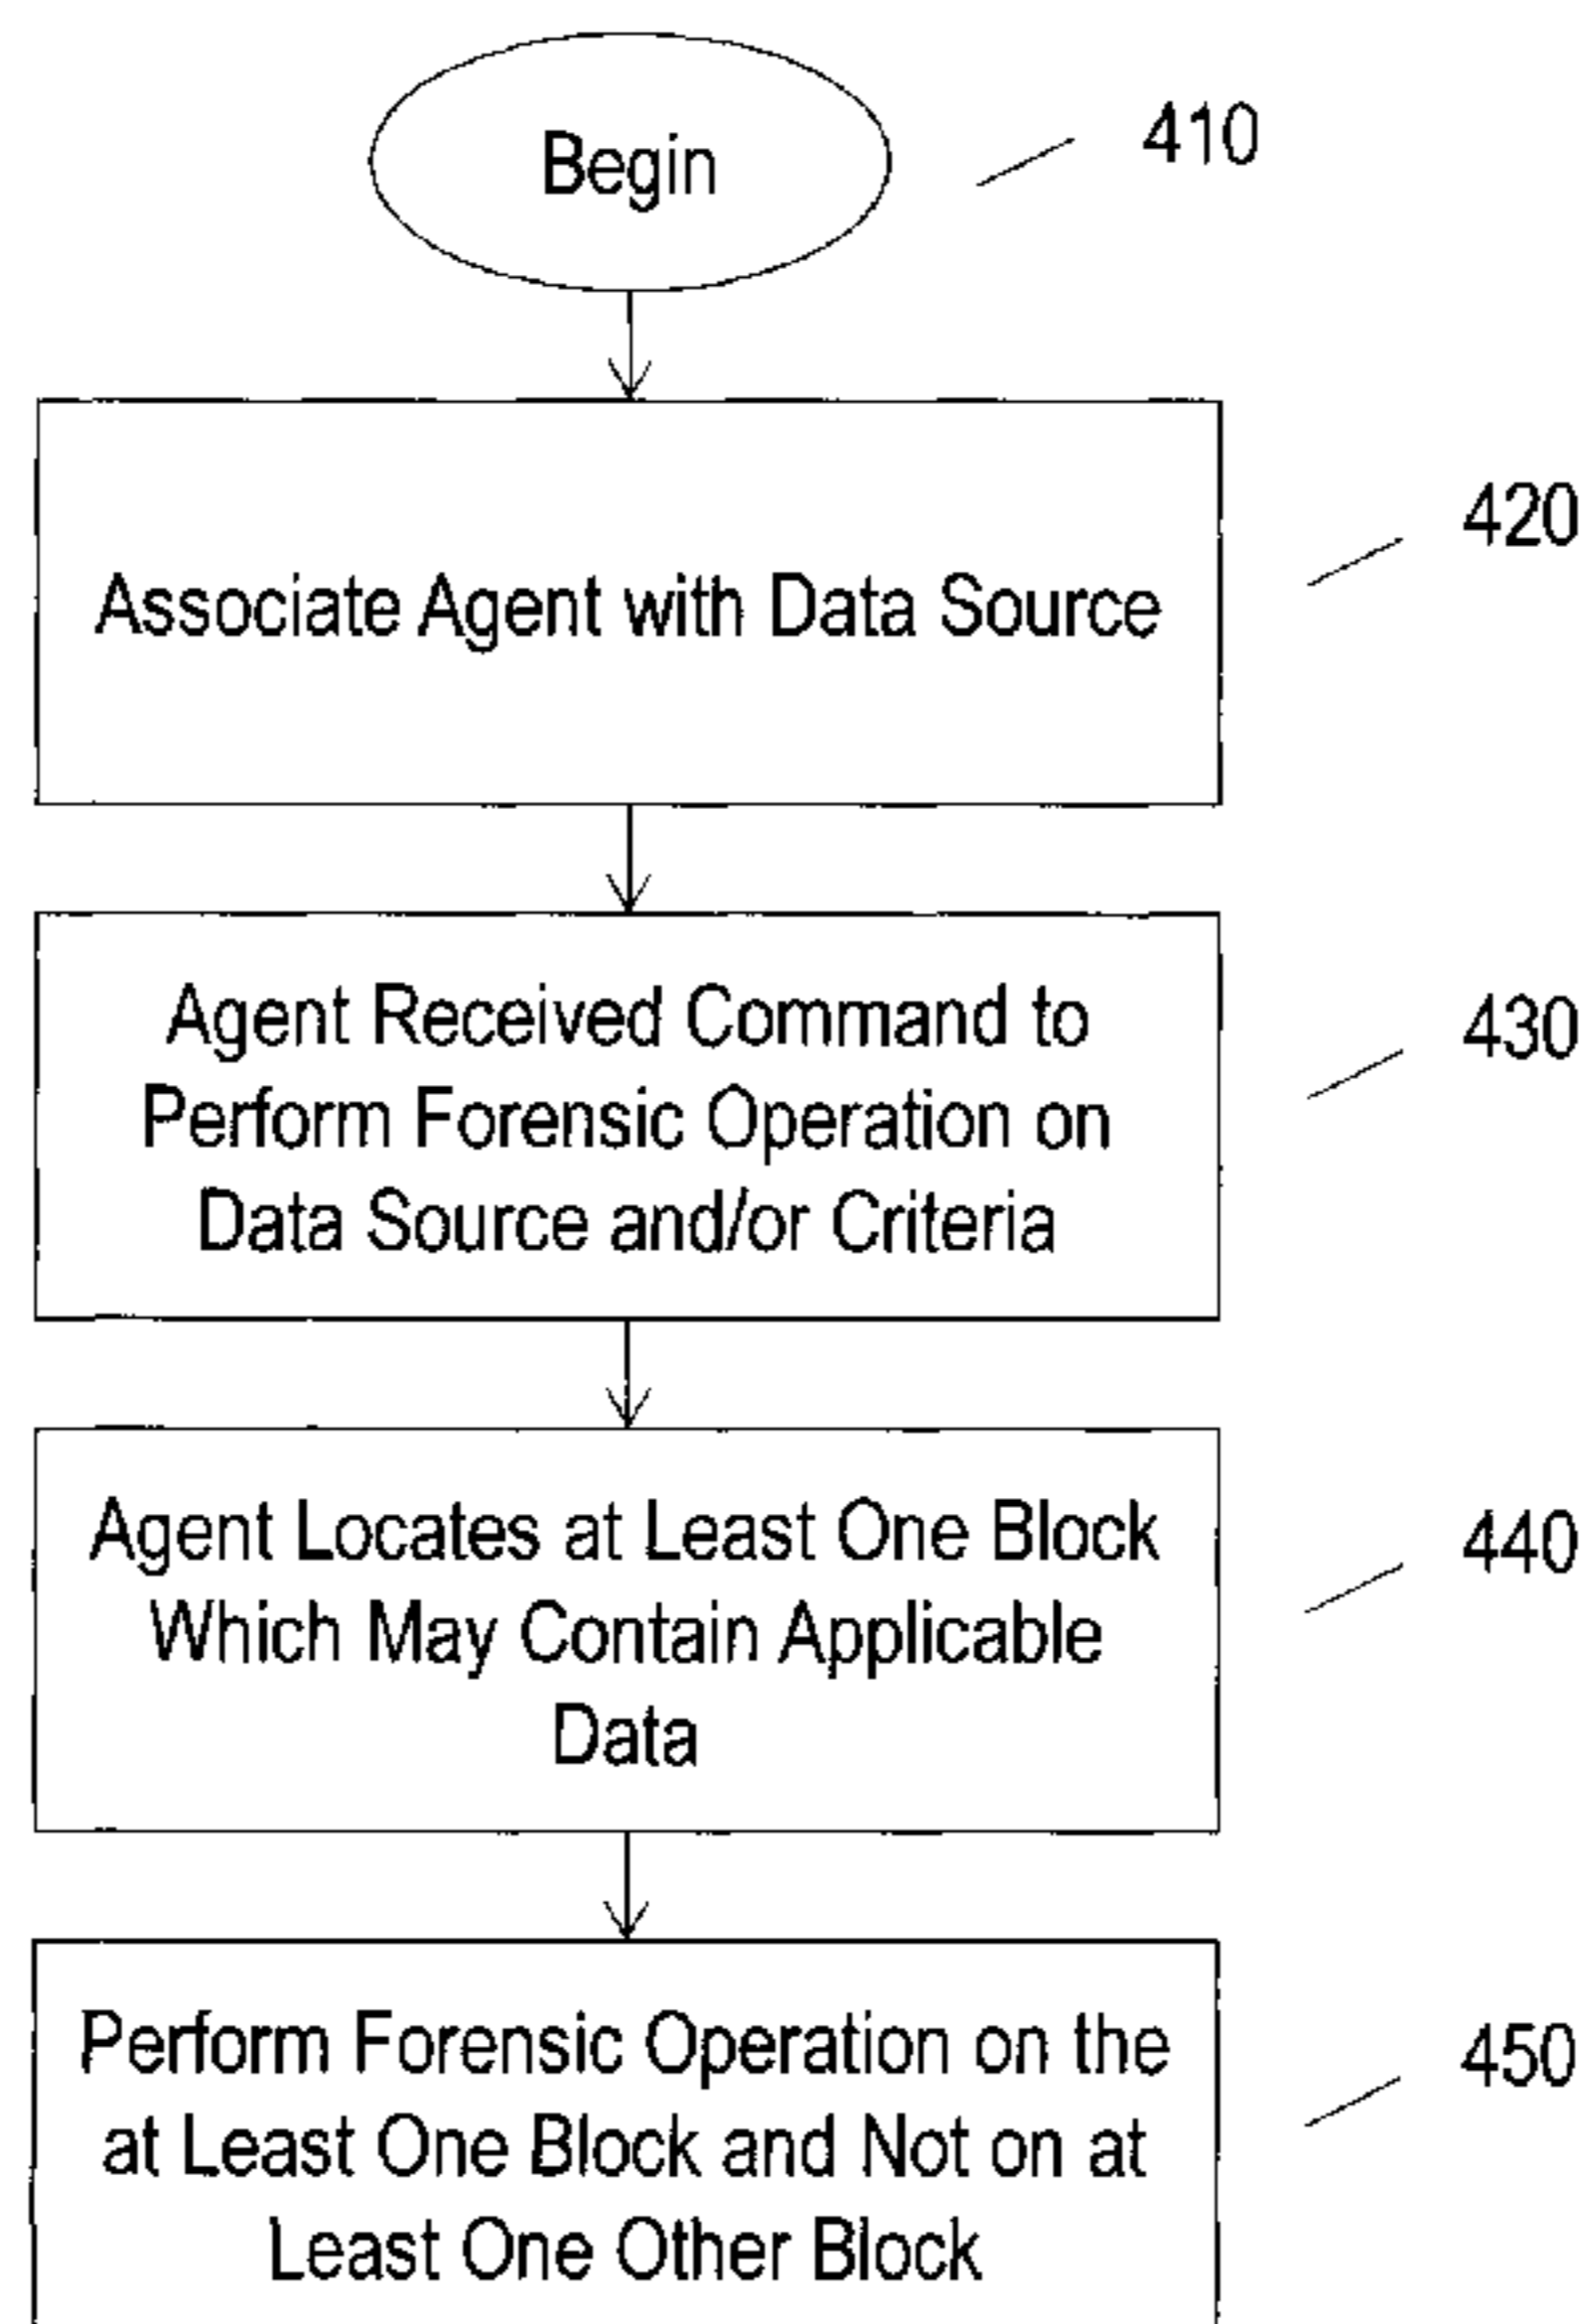 Begin
410
Associate Agent with Data Source
420
Agent Received Command to
Perform Forensic Operation on
Data Source and/or Criteria
430
Agent Locates at Least One Block
Which May Contain Applicable
Data
440
Perform Forensic Operation on the
at Least One Block and Not on at
Least One Other Block
450